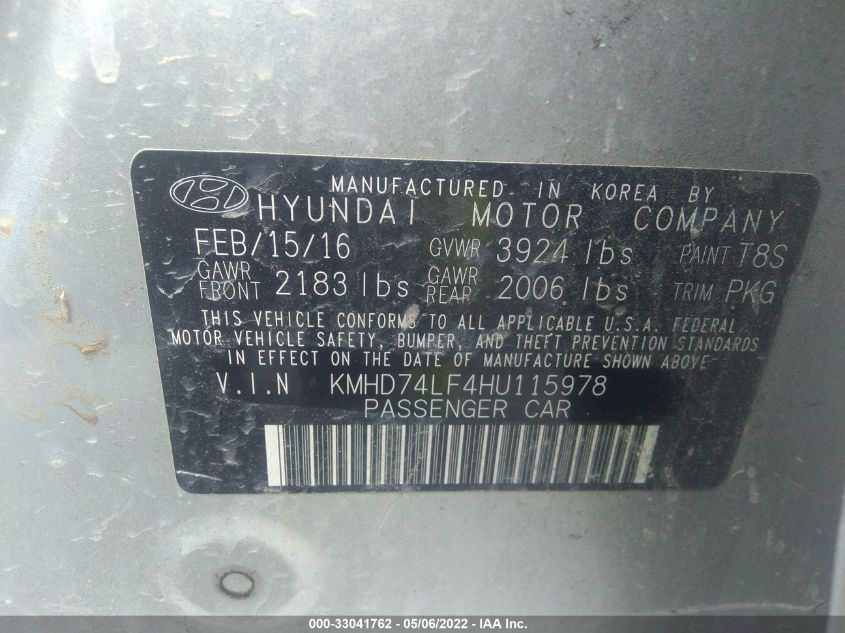 MANUFACTURED IN KOREA BY
HYUNDAI MOTOR COMPANY
FEB/15/16 GVWR 3924 lbs PAINT T8S
GAWR FRONT 2183 lbs GAWR REAR 2006 lbs TRIM PKG
THIS VEHICLE CONFORMS TO ALL APPLICABLE U.S.A. FEDERAL
MOTOR VEHICLE SAFETY, BUMPER, AND THEFT PREVENTION STANDARDS
IN EFFECT ON THE DATE OF MANUFACTURE SHOWN ABOVE
V.I.N KMHD74LF4HU115978
PASSENGER CAR
000-33041762 - 05/06/2022 - IAA Inc.